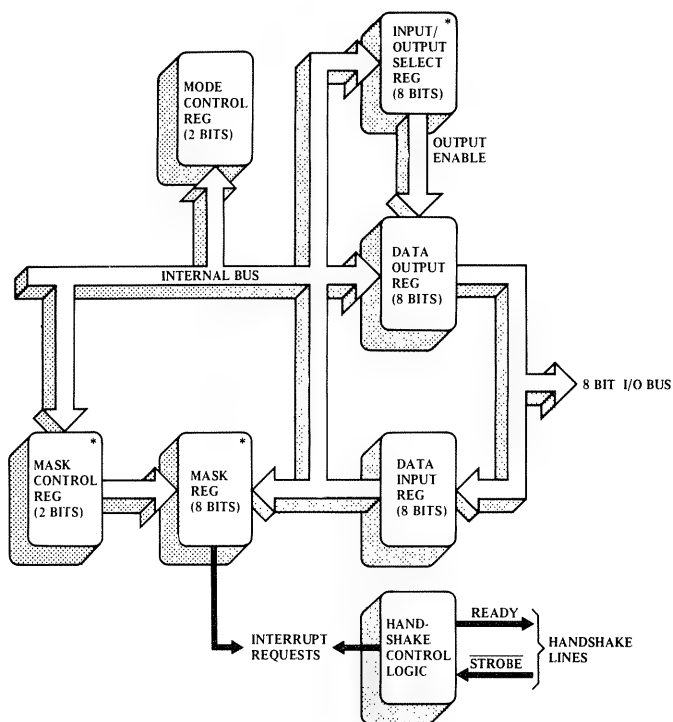 *
INPUT/
OUTPUT
SELECT
REG
(8 BITS)
MODE
CONTROL
REG
(2 BITS)
OUTPUT
ENABLE
DATA
OUTPUT
REG
(8 BITS)
INTERNAL BUS
8 BIT I/O BUS
*
MASK
CONTROL
REG
(2 BITS)
*
MASK
REG
(8 BITS)
DATA
INPUT
REG
(8 BITS)
INTERRUPT
REQUESTS
HAND-
SHAKE
CONTROL
LOGIC
READY
STROBE
HANDSHAKE
LINES